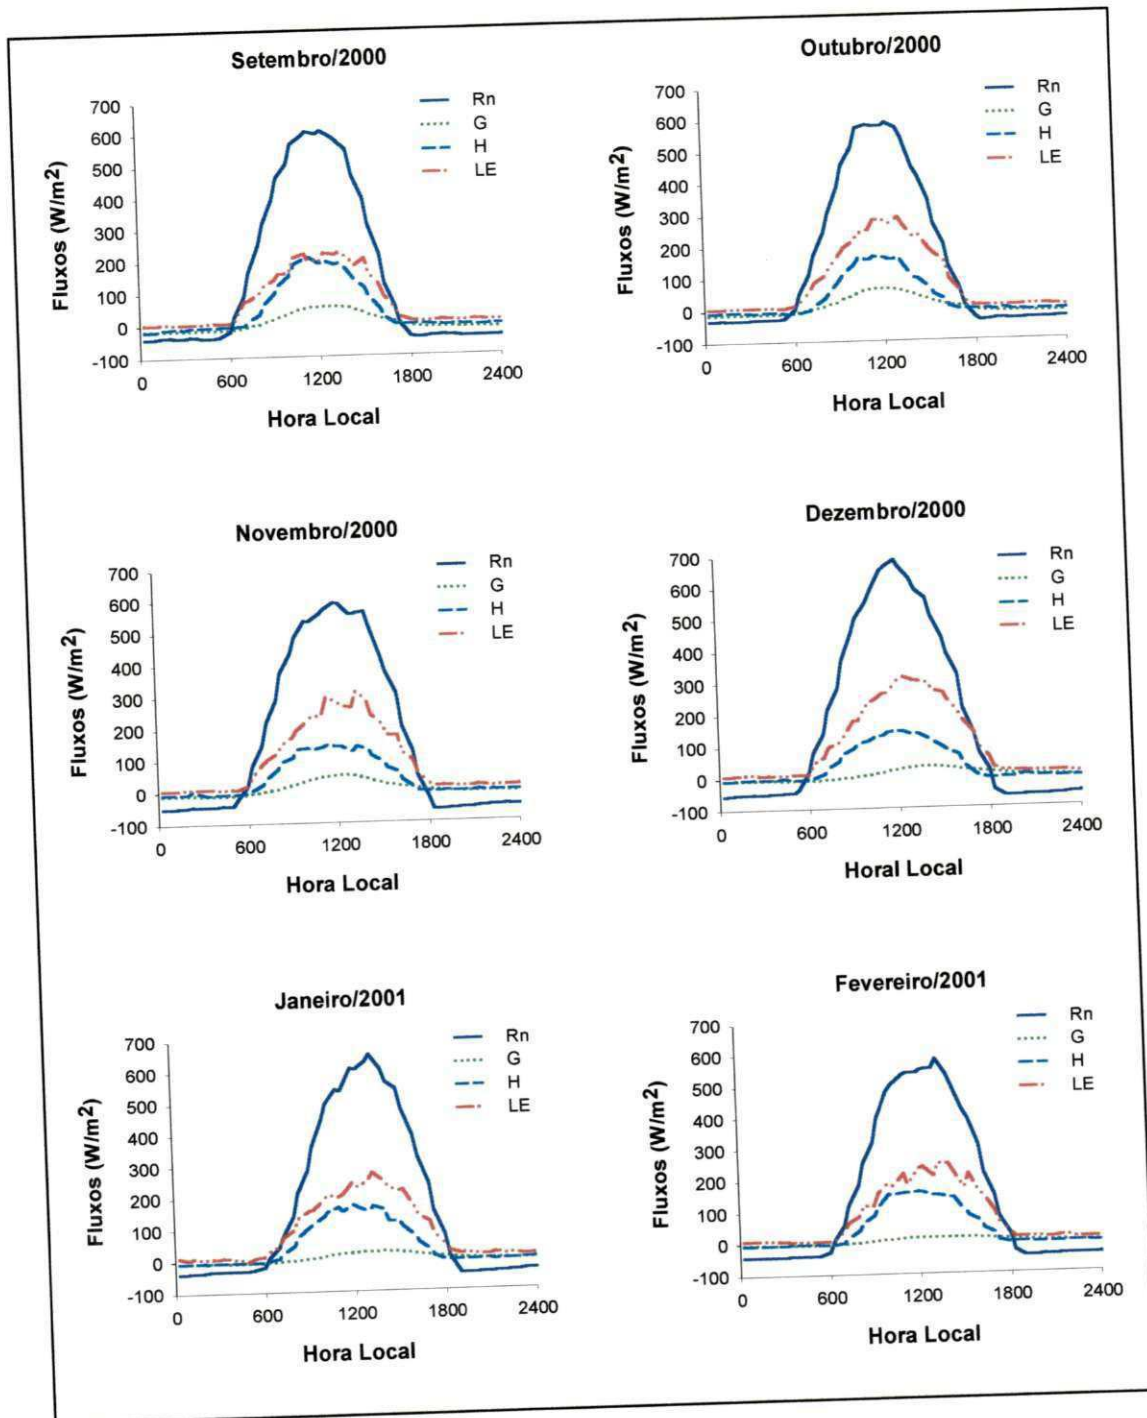 Setembro/2000
Rn
G
H
LE
700
600
500
400
300
200
100
0
-100
Fluxos (W/m²)
0 600 1200 1800 2400
Hora Local
Outubro/2000
Rn
G
H
LE
700
600
500
400
300
200
100
0
-100
Fluxos (W/m²)
0 600 1200 1800 2400
Hora Local
Novembro/2000
Rn
G
H
LE
700
600
500
400
300
200
100
0
-100
Fluxos (W/m²)
0 600 1200 1800 2400
Hora Local
Dezembro/2000
Rn
G
H
LE
700
600
500
400
300
200
100
0
-100
Fluxos (W/m²)
0 600 1200 1800 2400
Horal Local
Janeiro/2001
Rn
G
H
LE
700
600
500
400
300
200
100
0
-100
Fluxos (W/m²)
0 600 1200 1800 2400
Hora Local
Fevereiro/2001
Rn
G
H
LE
700
600
500
400
300
200
100
0
-100
Fluxos (W/m²)
0 600 1200 1800 2400
Hora Local